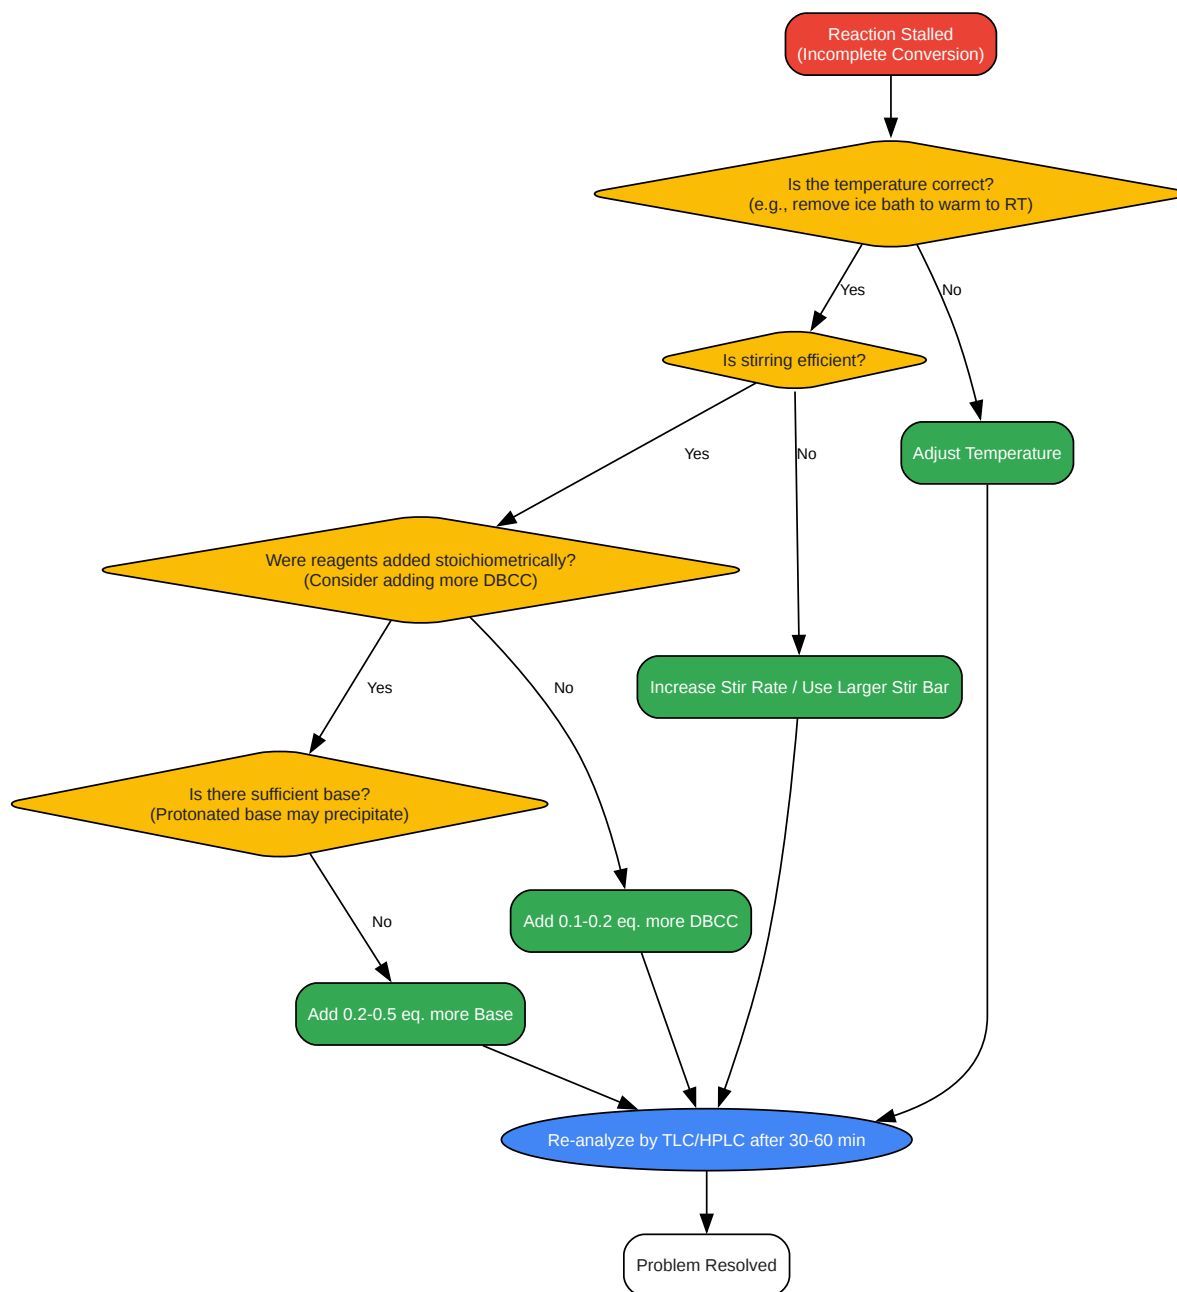 Reaction Stalled
(Incomplete Conversion)
Is the temperature correct?
(e.g., remove ice bath to warm to RT)
Yes
No
Is stirring efficient?
Yes
No
Adjust Temperature
Were reagents added stoichiometrically?
(Consider adding more DBCC)
Yes
No
Increase Stir Rate / Use Larger Stir Bar
Is there sufficient base?
(Protonated base may precipitate)
No
Add 0.1-0.2 eq. more DBCC
Add 0.2-0.5 eq. more Base
Re-analyze by TLC/HPLC after 30-60 min
Problem Resolved